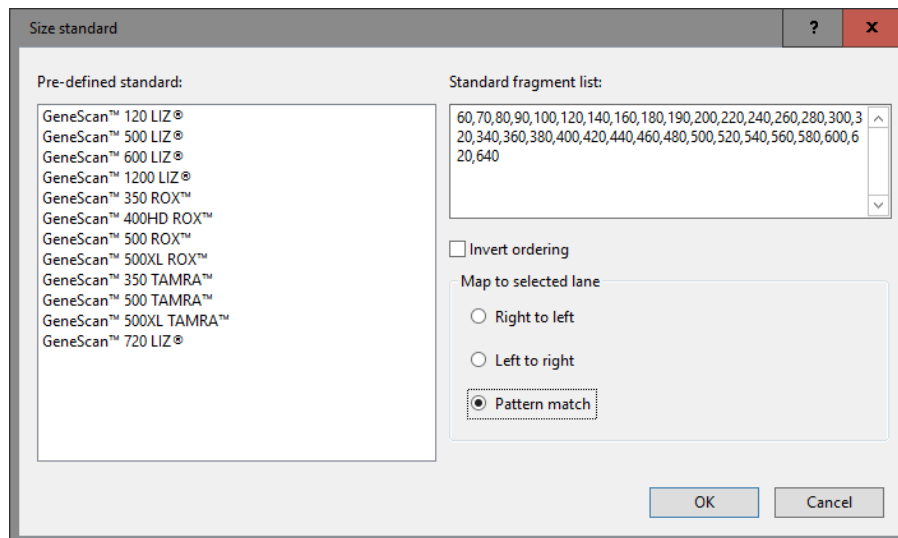 Size standard
?
x
Pre-defined standard:
GeneScan™ 120 LIZ®
GeneScan™ 500 LIZ®
GeneScan™ 600 LIZ®
GeneScan™ 1200 LIZ®
GeneScan™ 350 ROX™
GeneScan™ 400HD ROX™
GeneScan™ 500 ROX™
GeneScan™ 500XL ROX™
GeneScan™ 350 TAMRA™
GeneScan™ 500 TAMRA™
GeneScan™ 500XL TAMRA™
GeneScan™ 720 LIZ®
Standard fragment list:
60,70,80,90,100,120,140,160,180,190,200,220,240,260,280,300,3
20,340,360,380,400,420,440,460,480,500,520,540,560,580,600,6
20,640
Invert ordering
Map to selected lane
Right to left
Left to right
Pattern match
OK
Cancel